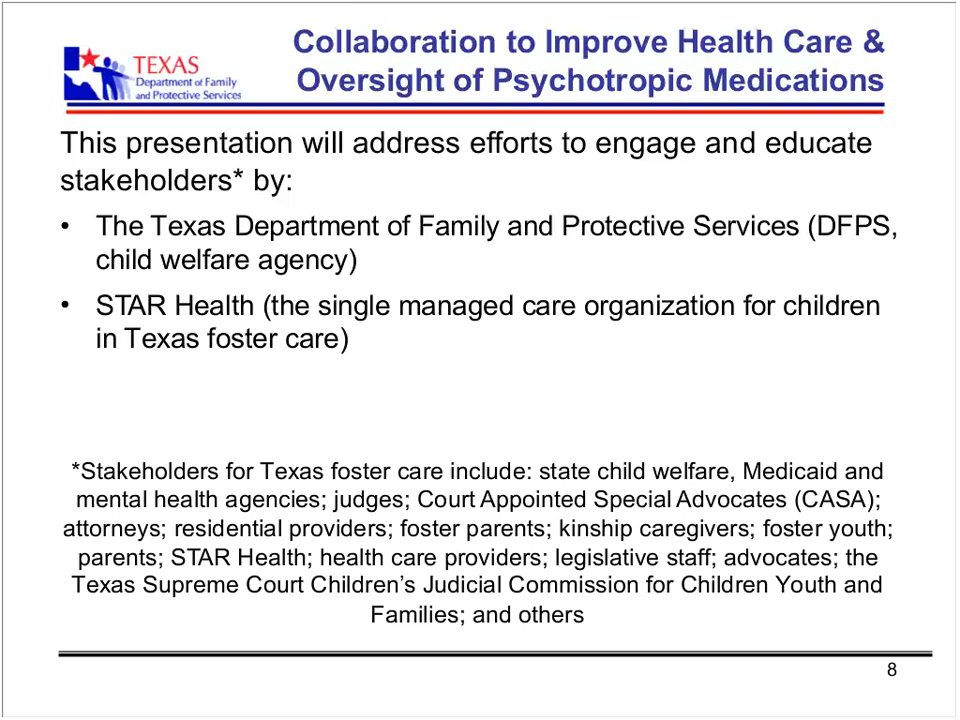 Collaboration to Improve Health Care &
Oversight of Psychotropic Medications
TEXAS
Department of Family
and Protective Services
This presentation will address efforts to engage and educate
stakeholders* by:
• The Texas Department of Family and Protective Services (DFPS,
child welfare agency)
• STAR Health (the single managed care organization for children
in Texas foster care)
*Stakeholders for Texas foster care include: state child welfare, Medicaid and
mental health agencies; judges; Court Appointed Special Advocates (CASA);
attorneys; residential providers; foster parents; kinship caregivers; foster youth;
parents; STAR Health; health care providers; legislative staff; advocates; the
Texas Supreme Court Children’s Judicial Commission for Children Youth and
Families; and others
8